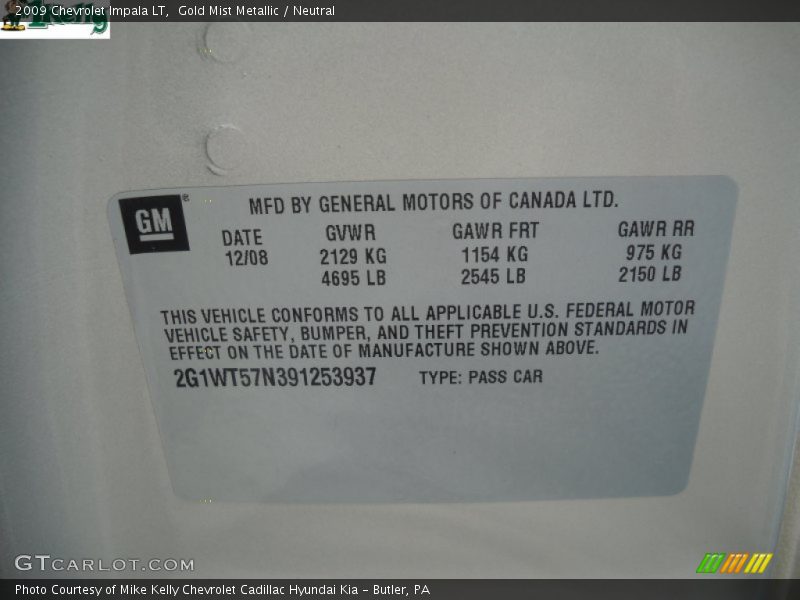 2009 Chevrolet Impala LT,  Gold Mist Metallic / Neutral
Kelly
GM®
MFD BY GENERAL MOTORS OF CANADA LTD.
DATE GVWR GAWR FRT GAWR RR
12/08 2129 KG 1154 KG 975 KG
4695 LB 2545 LB 2150 LB
THIS VEHICLE CONFORMS TO ALL APPLICABLE U.S. FEDERAL MOTOR
VEHICLE SAFETY, BUMPER, AND THEFT PREVENTION STANDARDS IN
EFFECT ON THE DATE OF MANUFACTURE SHOWN ABOVE.
2G1WT57N391253937 TYPE: PASS CAR
GTCARLOT.COM
Photo Courtesy of Mike Kelly Chevrolet Cadillac Hyundai Kia – Butler, PA